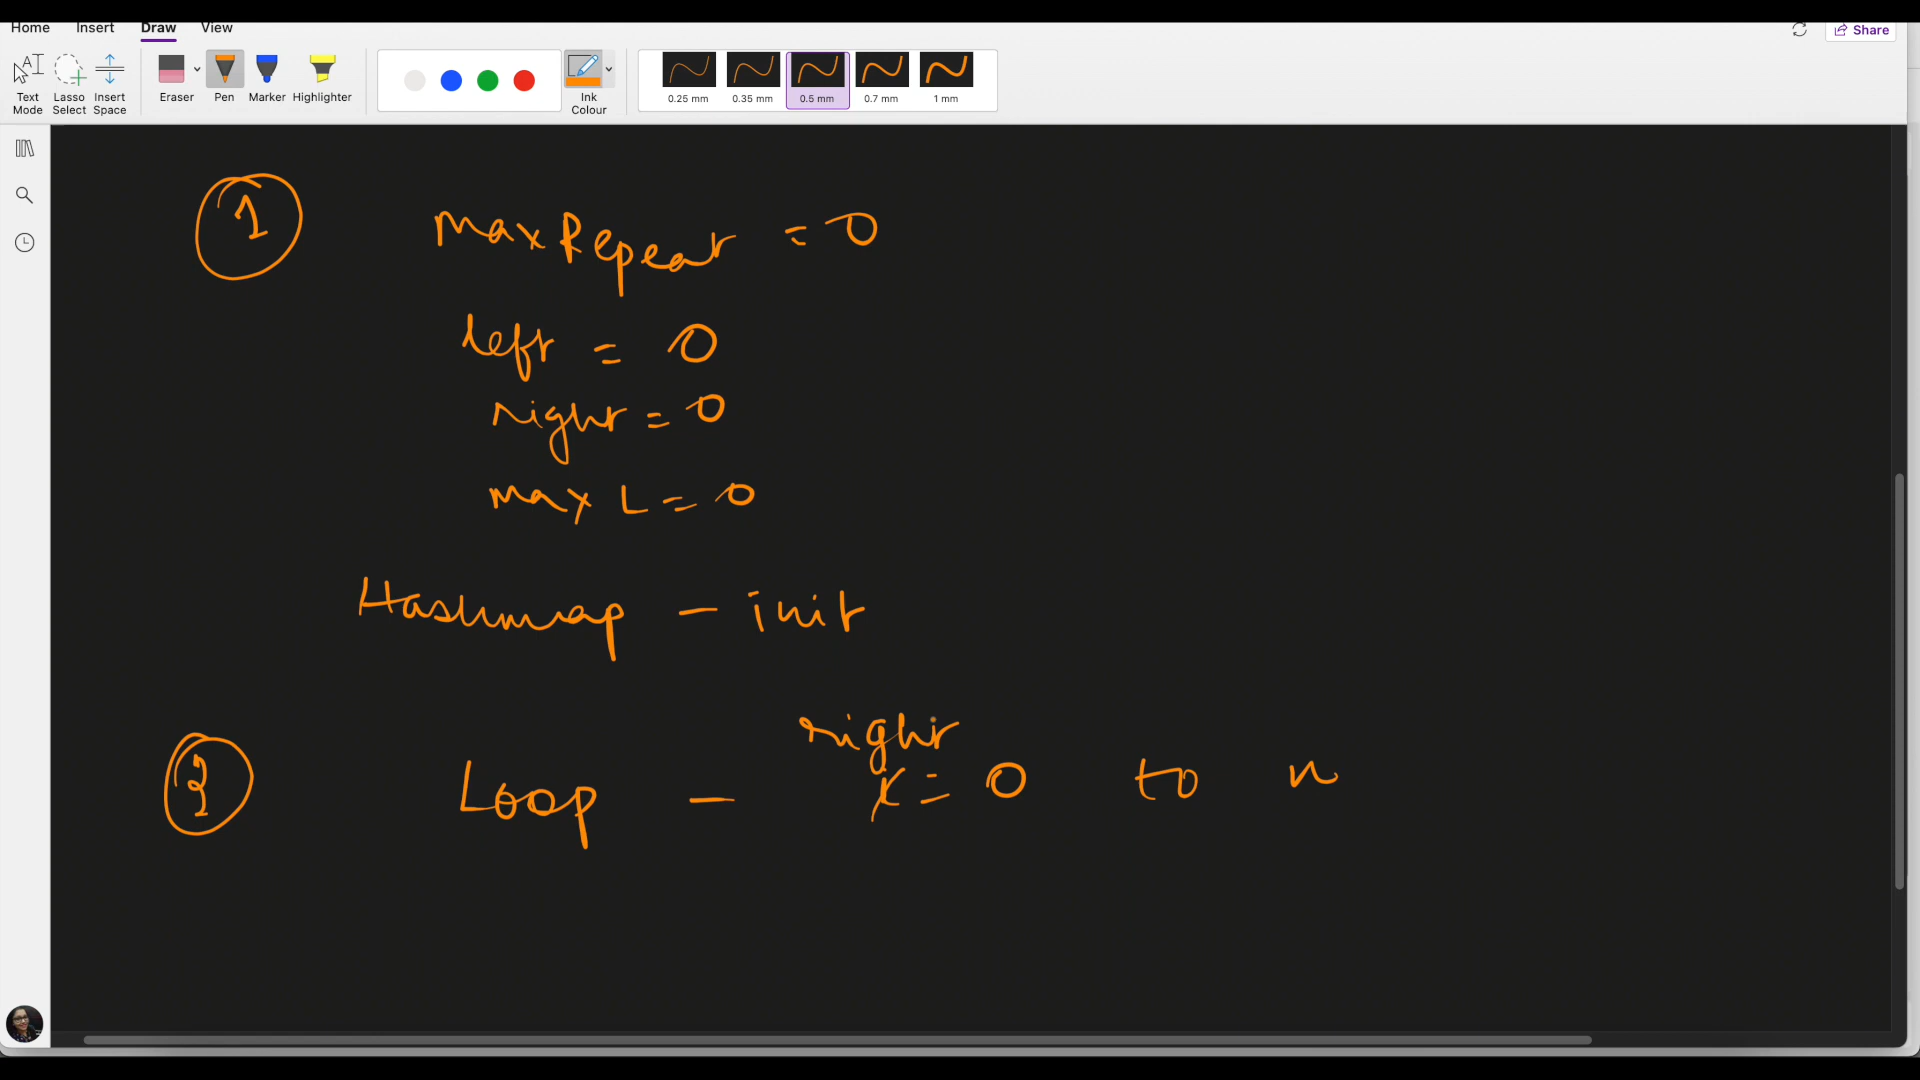 Home Insert Draw View
Share
Text Mode
Lasso Select
Insert Space
Eraser
Pen
Marker
Highlighter
Ink Colour
0.25 mm
0.35 mm
0.5 mm
0.7 mm
1 mm
1
maxRepeat = 0
left = 0
right = 0
max L = 0
Hashmap - init
right
Loop - = 0 to n